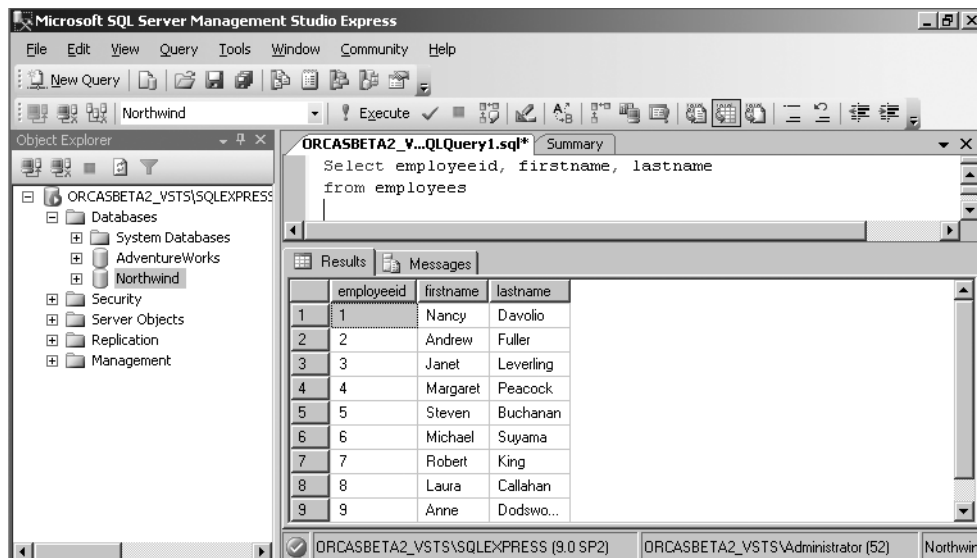 Microsoft SQL Server Management Studio Express
File Edit View Query Tools Window Community Help
New Query
Northwind Execute
Object Explorer
ORCASBETA2_VSTS\SQLEXPRESS
Databases
System Databases
AdventureWorks
Northwind
Security
Server Objects
Replication
Management
ORCASBETA2_V...QLQuery1.sql* Summary
Select employeeid, firstname, lastname
from employees
Results Messages
employeeid firstname lastname
1 1 Nancy Davolio
2 2 Andrew Fuller
3 3 Janet Leverling
4 4 Margaret Peacock
5 5 Steven Buchanan
6 6 Michael Suyama
7 7 Robert King
8 8 Laura Callahan
9 9 Anne Dodswo...
ORCASBETA2_VSTS\SQLEXPRESS (9.0 SP2) ORCASBETA2_VSTS\Administrator (52) Northwin